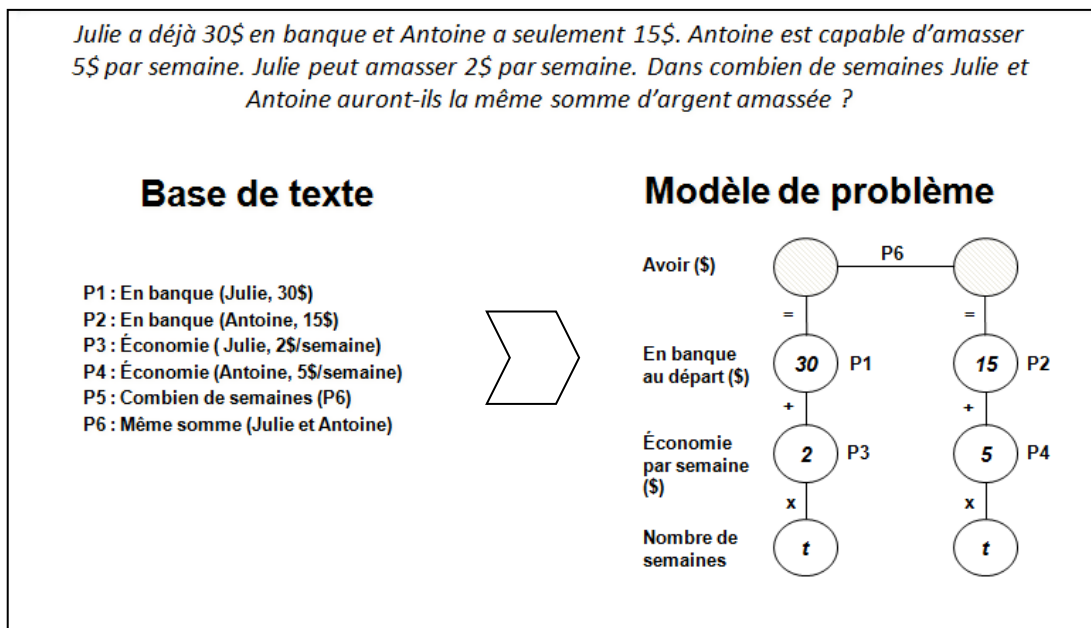 Julie a déjà 30$ en banque et Antoine a seulement 15$. Antoine est capable d’amasser
5$ par semaine. Julie peut amasser 2$ par semaine. Dans combien de semaines Julie et
Antoine auront-ils la même somme d’argent amassée ?
Base de texte
P1 : En banque (Julie, 30$)
P2 : En banque (Antoine, 15$)
P3 : Économie ( Julie, 2$/semaine)
P4 : Économie (Antoine, 5$/semaine)
P5 : Combien de semaines (P6)
P6 : Même somme (Julie et Antoine)
Modèle de problème
Avoir ($)
P6
= =
En banque
au départ ($)
30 P1 15 P2
+ +
Économie
par semaine
($)
2 P3 5 P4
x x
Nombre de
semaines
t t